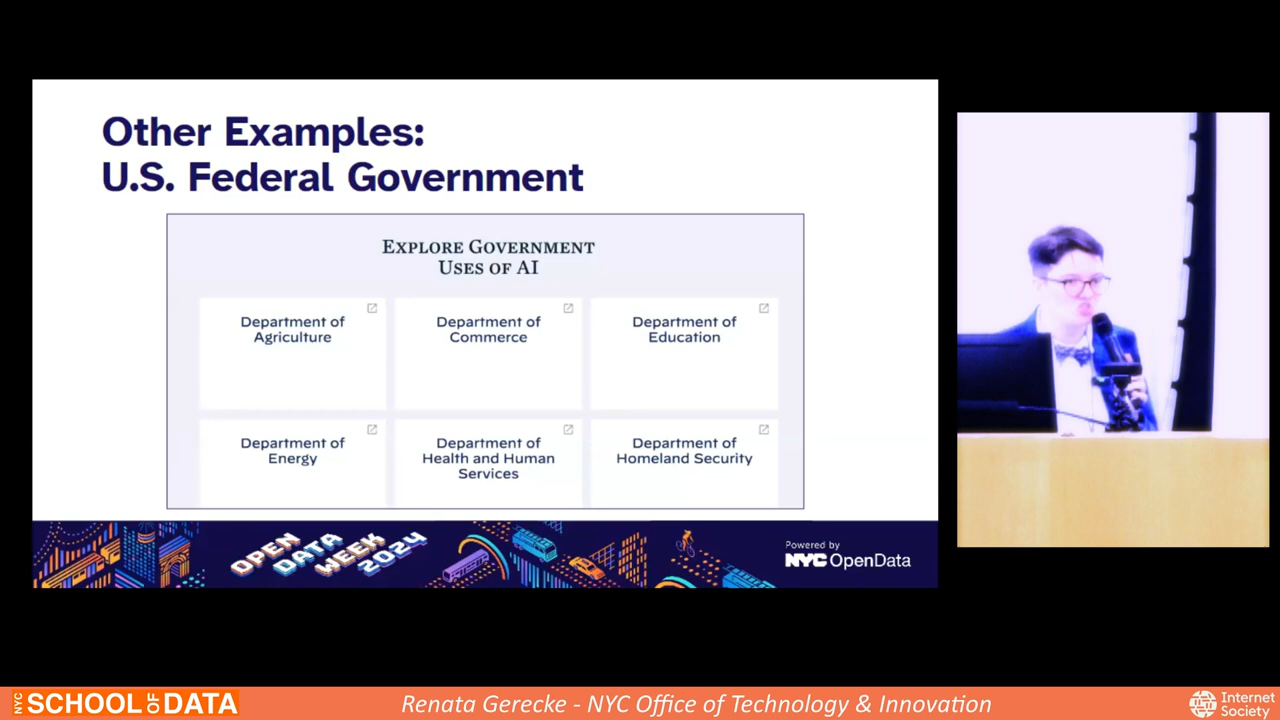 Other Examples:
U.S. Federal Government
EXPLORE GOVERNMENT
USES OF AI
Department of
Agriculture
Department of
Commerce
Department of
Education
Department of
Energy
Department of
Health and Human
Services
Department of
Homeland Security
OPEN
DATA
WEEK
2024
Powered by
NYC OpenData
NYC SCHOOL OF DATA
Renata Gerecke - NYC Office of Technology & Innovation
Internet
Society